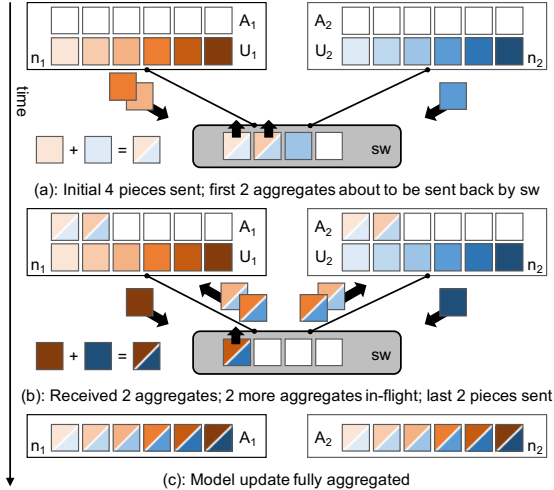 A1 A2
n1 U1 U2 n2
time
+ = sw
(a): Initial 4 pieces sent; first 2 aggregates about to be sent back by sw
A1 A2
n1 U1 U2 n2
+ = sw
(b): Received 2 aggregates; 2 more aggregates in-flight; last 2 pieces sent
n1 A1 A2 n2
(c): Model update fully aggregated